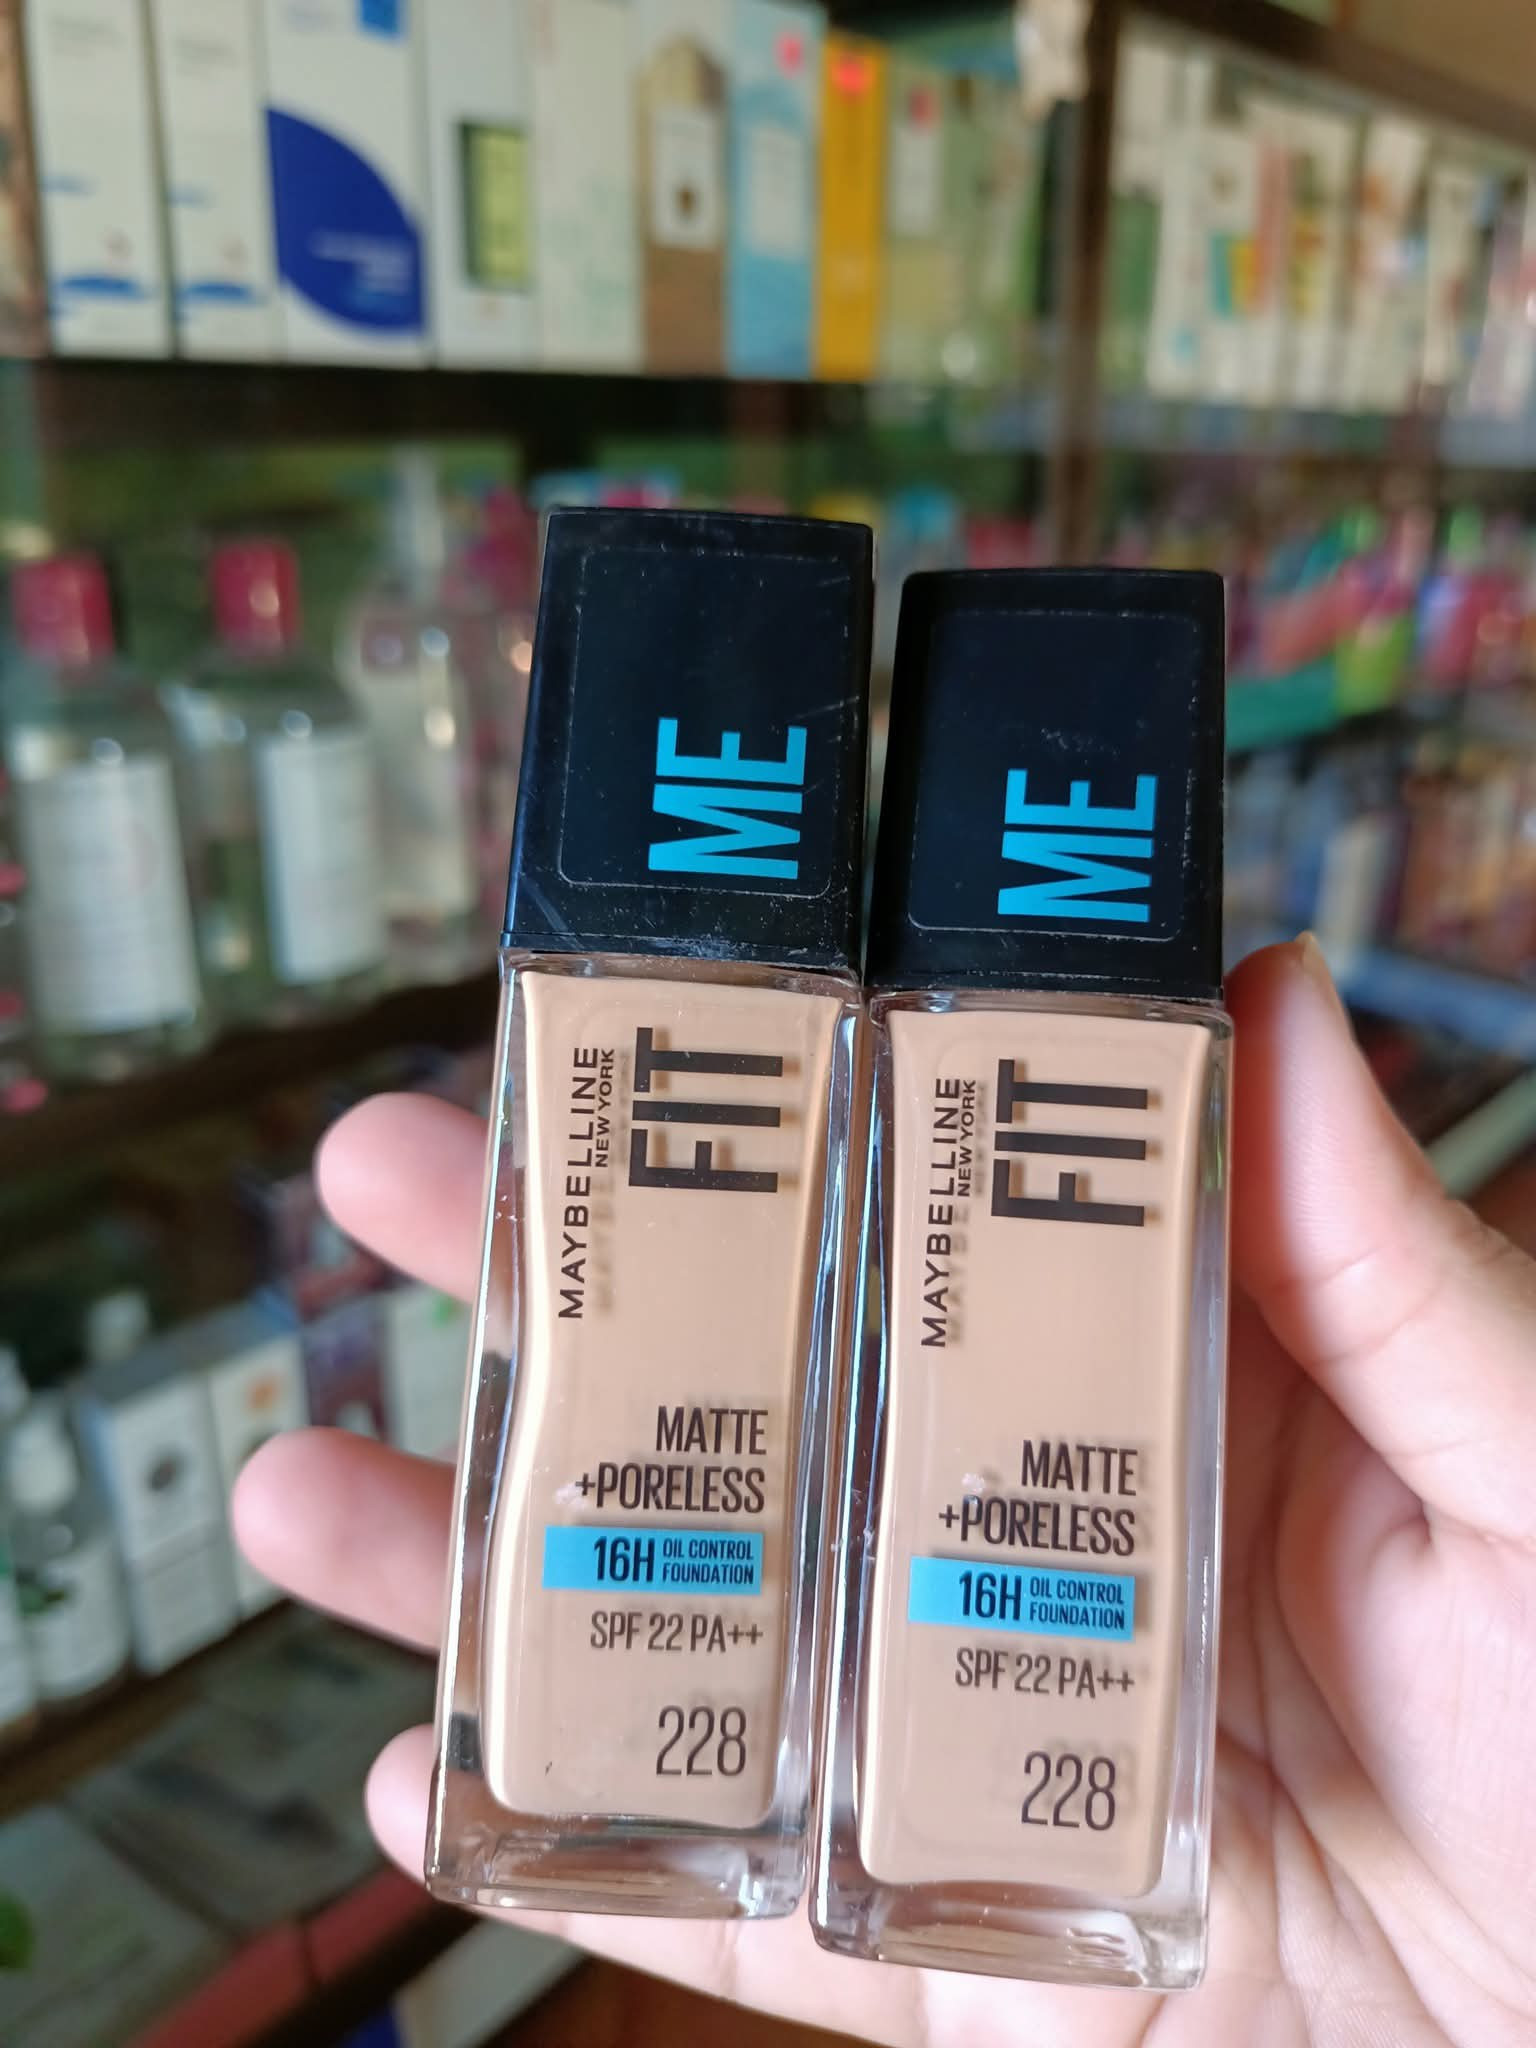 ME
FIT
MAYBELLINE
NEW YORK
MATTE
+PORELESS
16H OIL CONTROL
FOUNDATION
SPF 22 PA++
228
ME
FIT
MAYBELLINE
NEW YORK
MATTE
+PORELESS
16H OIL CONTROL
FOUNDATION
SPF 22 PA++
228